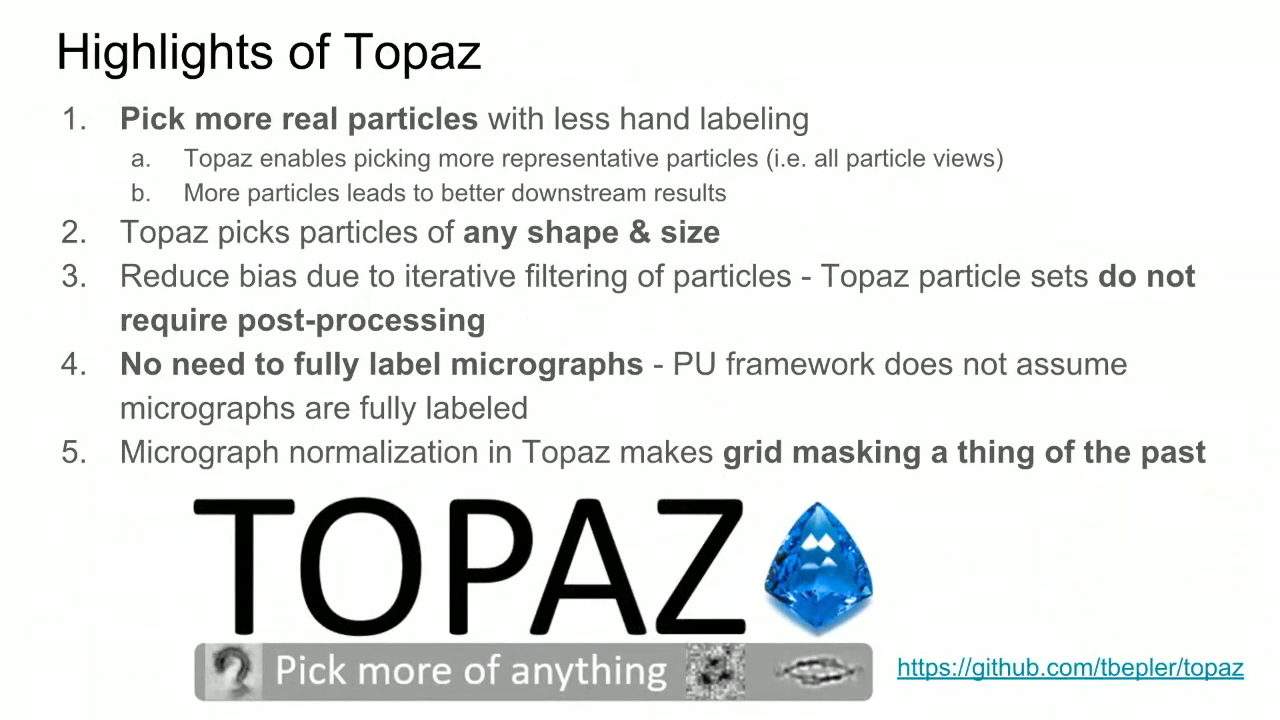 Highlights of Topaz
1. Pick more real particles with less hand labeling
a. Topaz enables picking more representative particles (i.e. all particle views)
b. More particles leads to better downstream results
2. Topaz picks particles of any shape & size
3. Reduce bias due to iterative filtering of particles - Topaz particle sets do not
require post-processing
4. No need to fully label micrographs - PU framework does not assume
micrographs are fully labeled
5. Micrograph normalization in Topaz makes grid masking a thing of the past
TOPAZ
Pick more of anything
https://github.com/tbepler/topaz